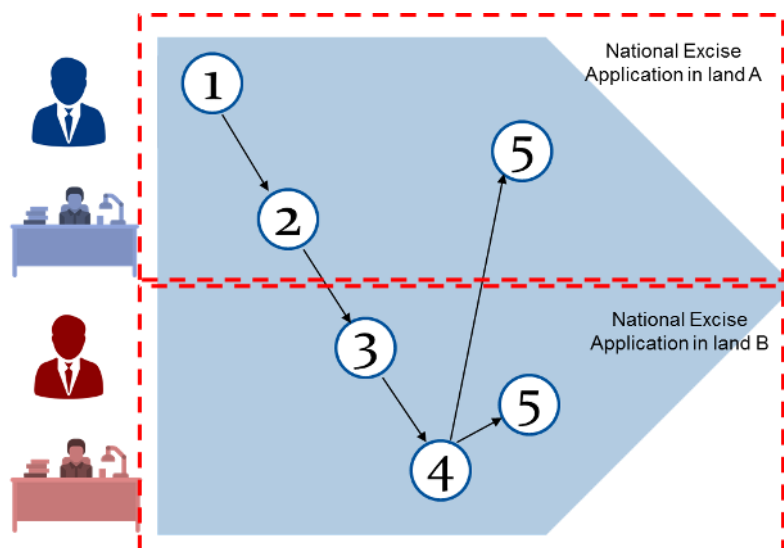 National Excise
Application in land A
1
5
2
National Excise
Application in land B
3
5
4